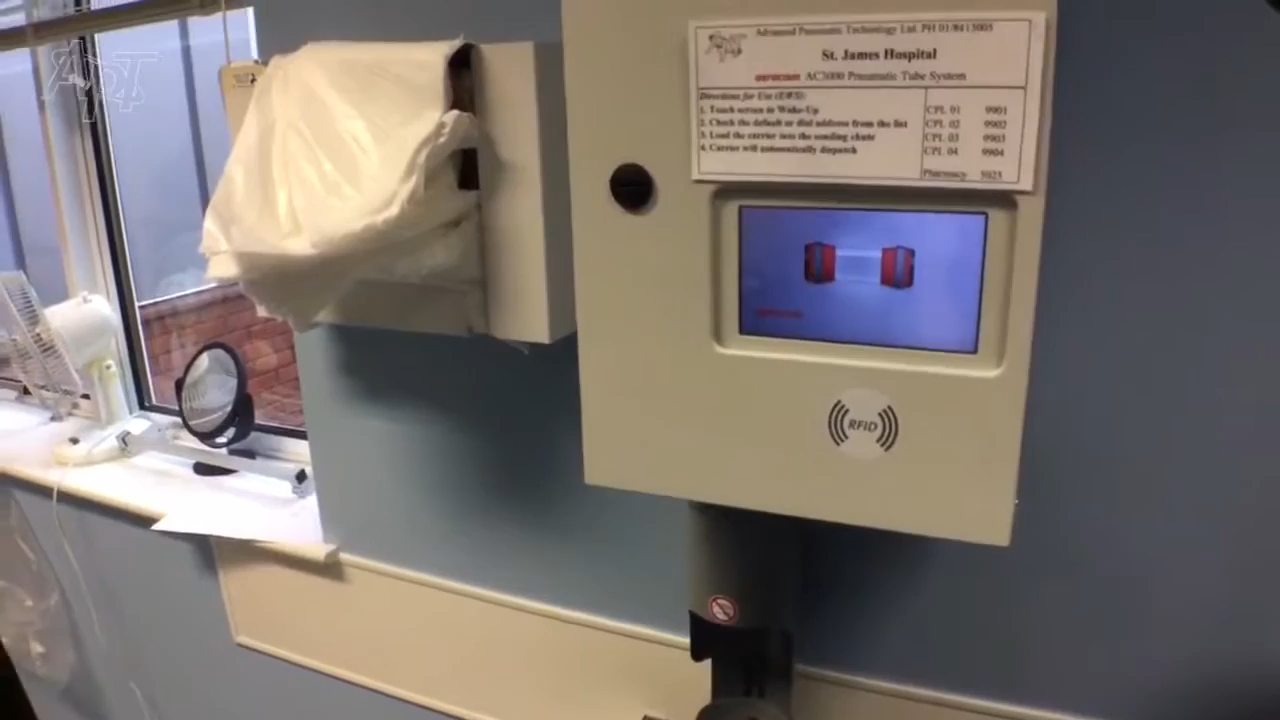 APT
APT
Advanced Pneumatic Technology Ltd. PH 01/8413005
St. James Hospital
aerocom AC3000 Pneumatic Tube System
Directions for Use (EWS)
1. Touch screen to Wake-Up
2. Check the default or dial address from the list
3. Load the carrier into the sending chute
4. Carrier will automatically dispatch
CPL 01 9901
CPL 02 9902
CPL 03 9903
CPL 04 9904
Pharmacy
RFID